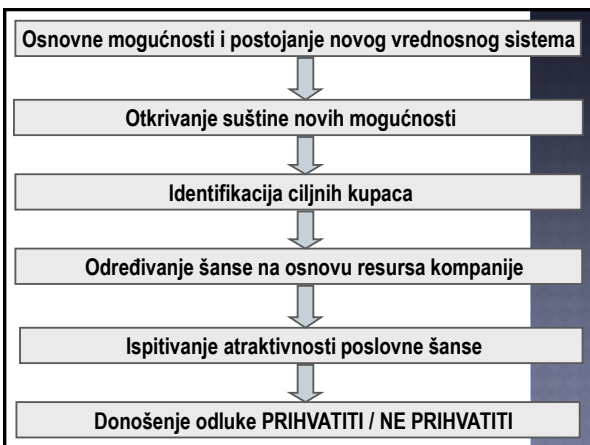 Osnovne mogućnosti i postojanje novog vrednosnog sistema
Otkrivanje suštine novih mogućnosti
Identifikacija ciljnih kupaca
Određivanje šanse na osnovu resursa kompanije
Ispitivanje atraktivnosti poslovne šanse
Donošenje odluke PRIHVATITI / NE PRIHVATITI